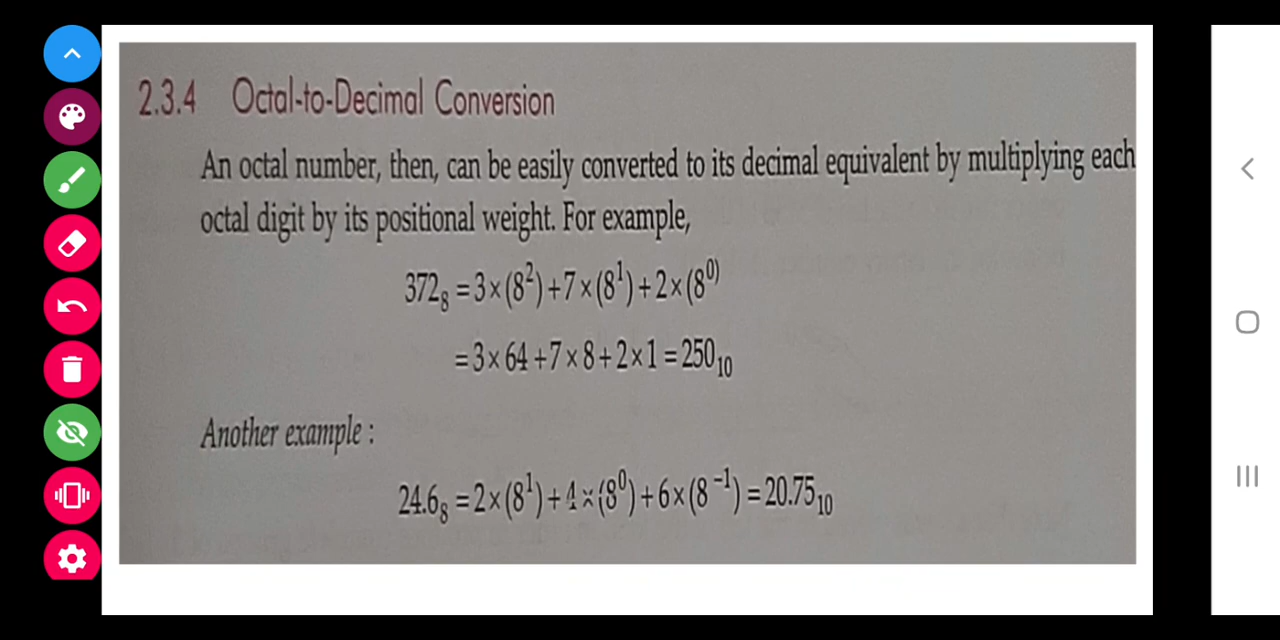 2.3.4 Octal-to-Decimal Conversion
An octal number, then, can be easily converted to its decimal equivalent by multiplying each
octal digit by its positional weight. For example,
372₈ = 3 × (8²) + 7 × (8¹) + 2 × (8⁰)
= 3 × 64 + 7 × 8 + 2 × 1 = 250₁₀
Another example :
24.6₈ = 2 × (8¹) + 4 × (8⁰) + 6 × (8⁻¹) = 20.75₁₀